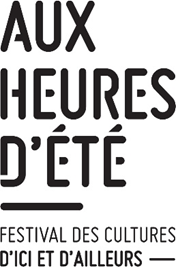 AUX
HEURES
D'ÉTÉ
FESTIVAL DES CULTURES
D'ICI ET D'AILLEURS